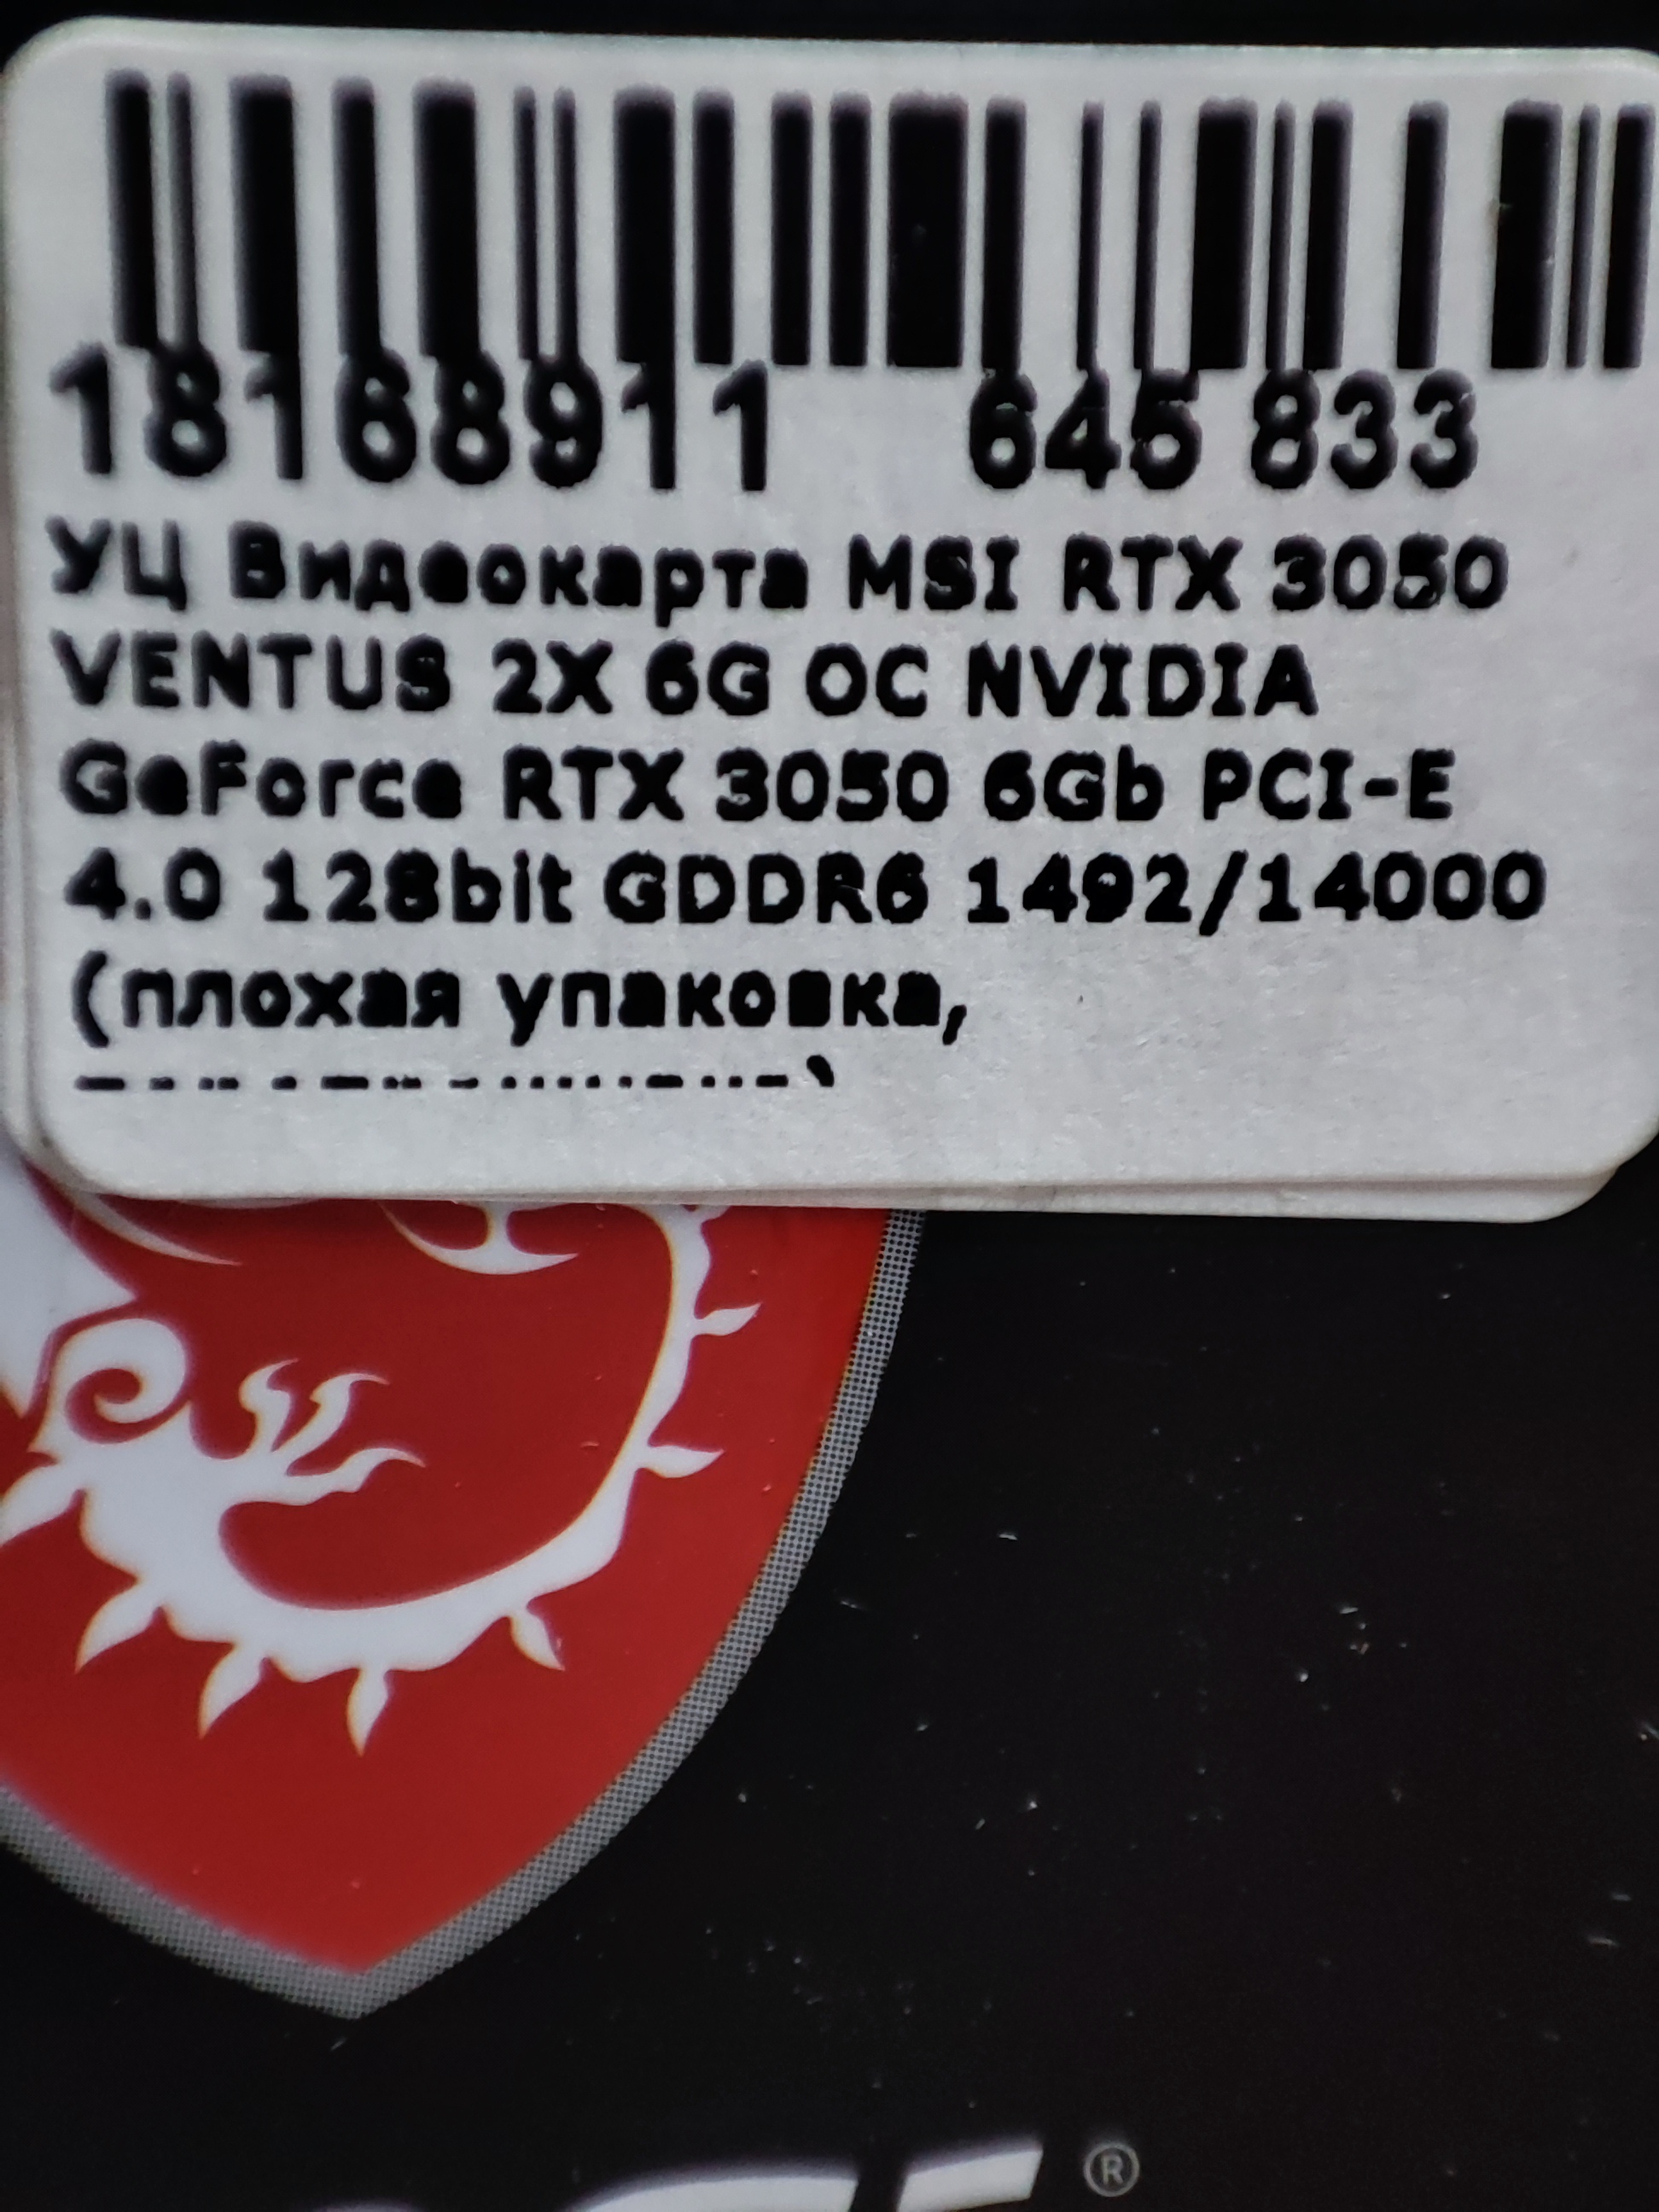 18168911 645 833
УЦ Видеокарта MSI RTX 3050
VENTUS 2X 6G OC NVIDIA
GeForce RTX 3050 6Gb PCI-E
4.0 128bit GDDR6 1492/14000
(плохая упаковка,
®